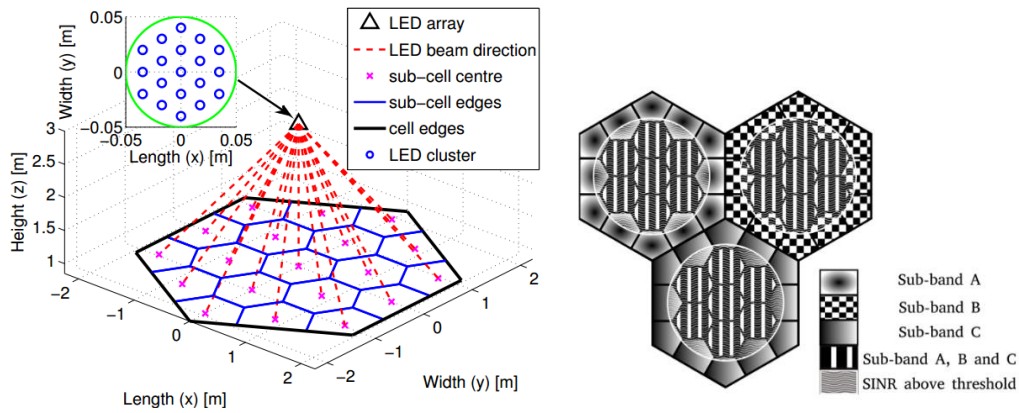 0.05
0
−0.05
−0.05 0 0.05
Width (y) [m]
Length (x) [m]
LED array
LED beam direction
sub-cell centre
sub-cell edges
cell edges
LED cluster
3
2.5
2
1.5
1
Height (z) [m]
−2
−1
0
1
2
Length (x) [m]
−2
−1
0
1
2
Width (y) [m]
Sub-band A
Sub-band B
Sub-band C
Sub-band A, B and C
SINR above threshold